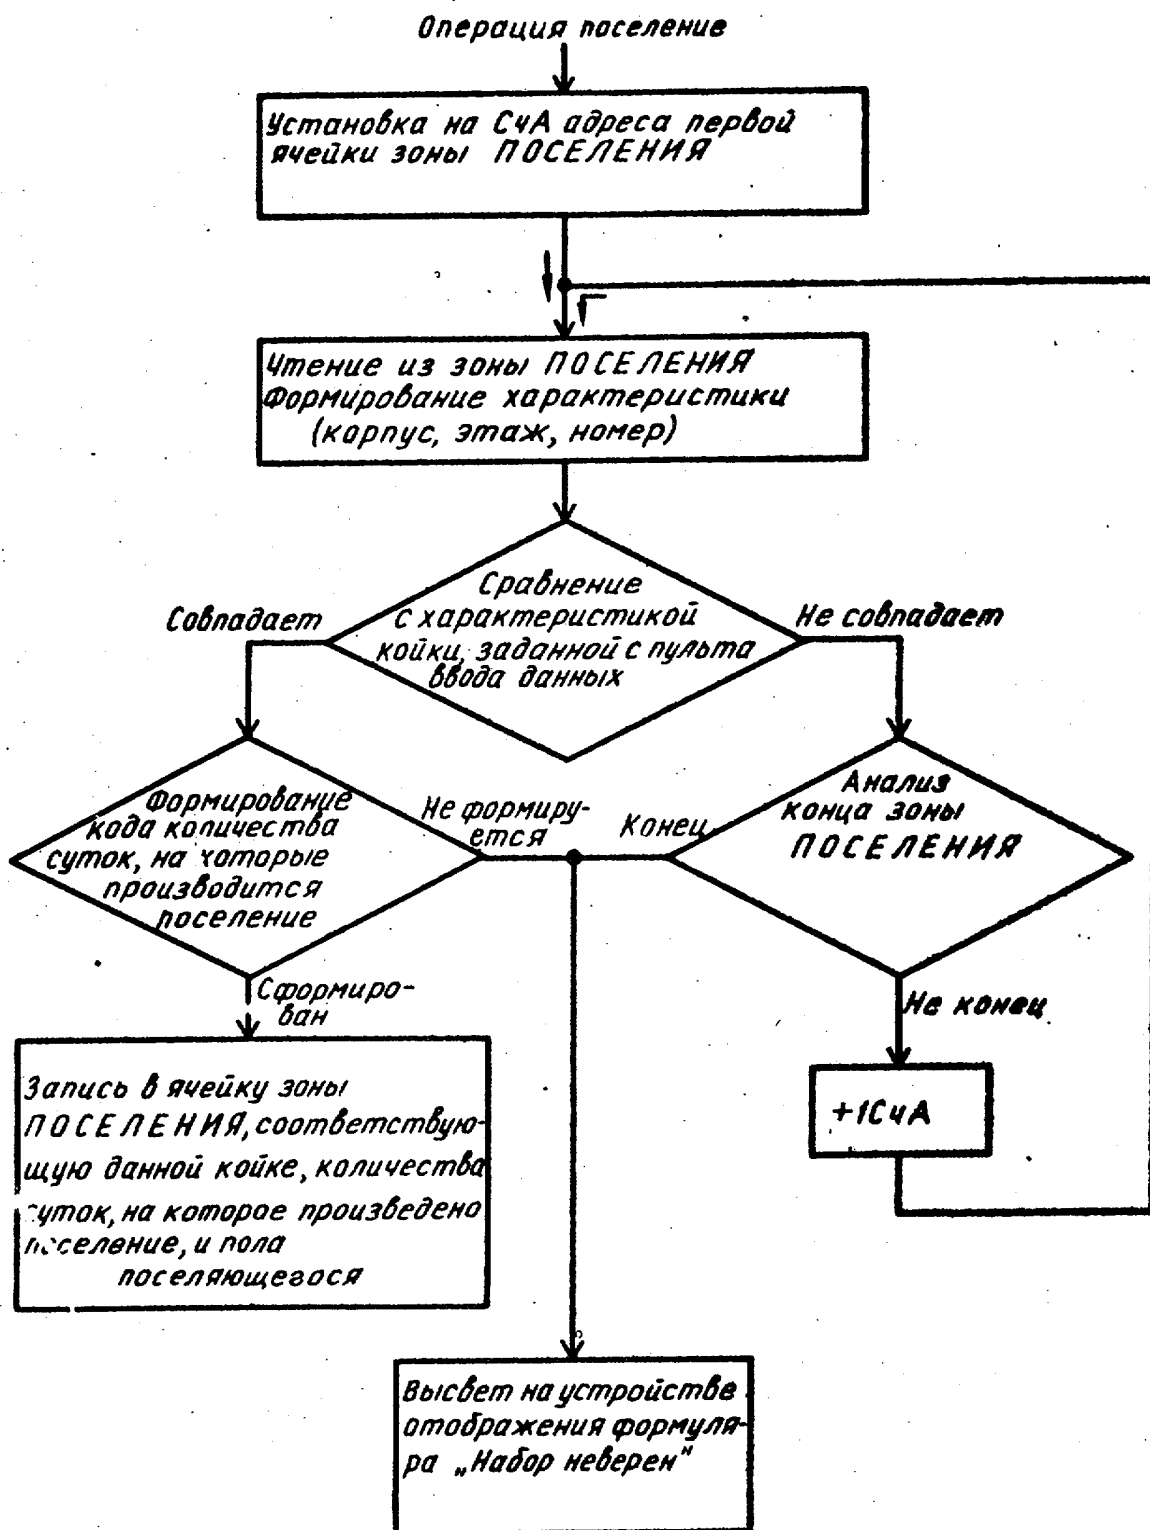 Операция поселение
Установка на СчА адреса первой
ячейки зоны ПОСЕЛЕНИЯ
Чтение из зоны ПОСЕЛЕНИЯ
Формирование характеристики
(корпус, этаж, номер)
Сравнение
с характеристикой
койки, заданной с пульта
ввода данных
Совпадает
Не совпадает
Формирование
кода количества
суток, на которые
производится
поселение
Не формиру-
ется
Конец
Анализ
конца зоны
ПОСЕЛЕНИЯ
Сформиро-
ван
Не конец
Запись в ячейку зоны
ПОСЕЛЕНИЯ, соответствую-
щую данной койке, количества
суток, на которое произведено
поселение, и пола
поселяющегося
+1СчА
Высвет на устройстве
отображения формуля-
ра „Набор неверен"